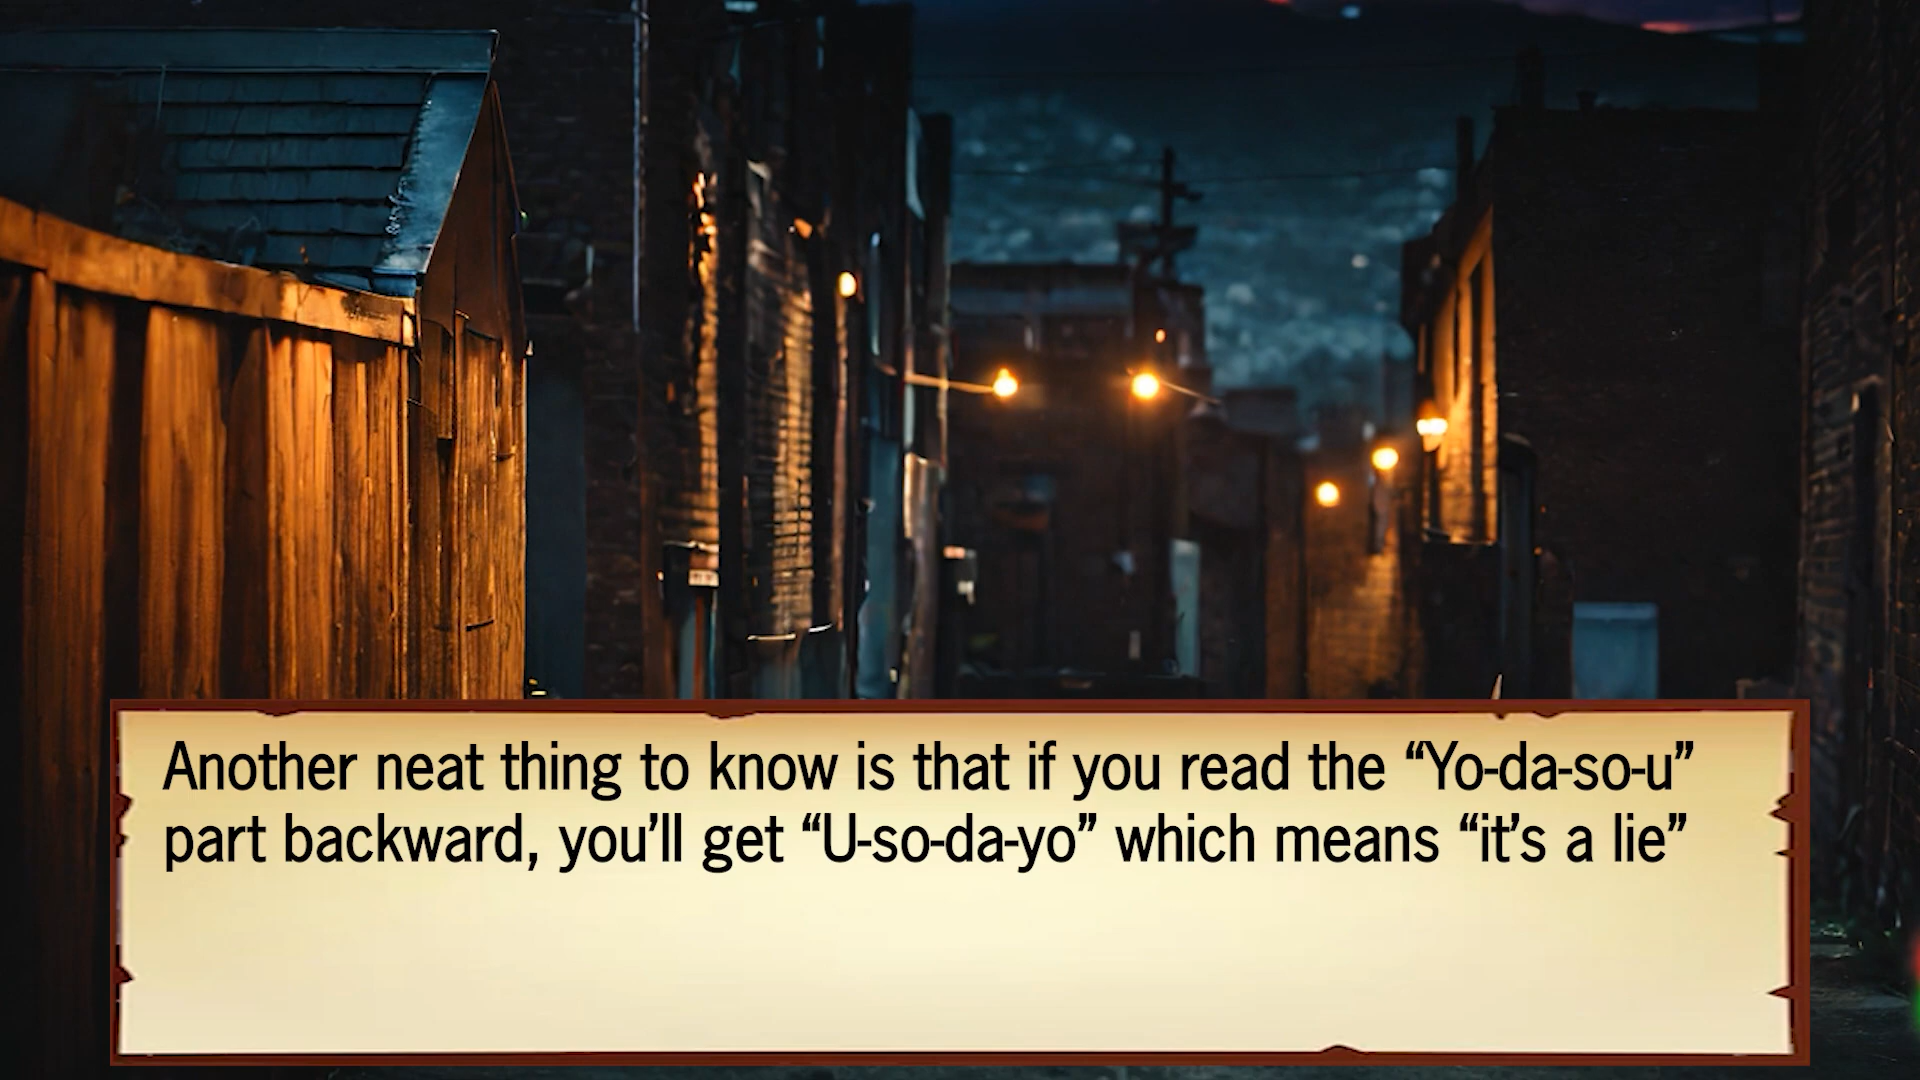 Another neat thing to know is that if you read the “Yo-da-so-u”
part backward, you’ll get “U-so-da-yo” which means “it’s a lie”